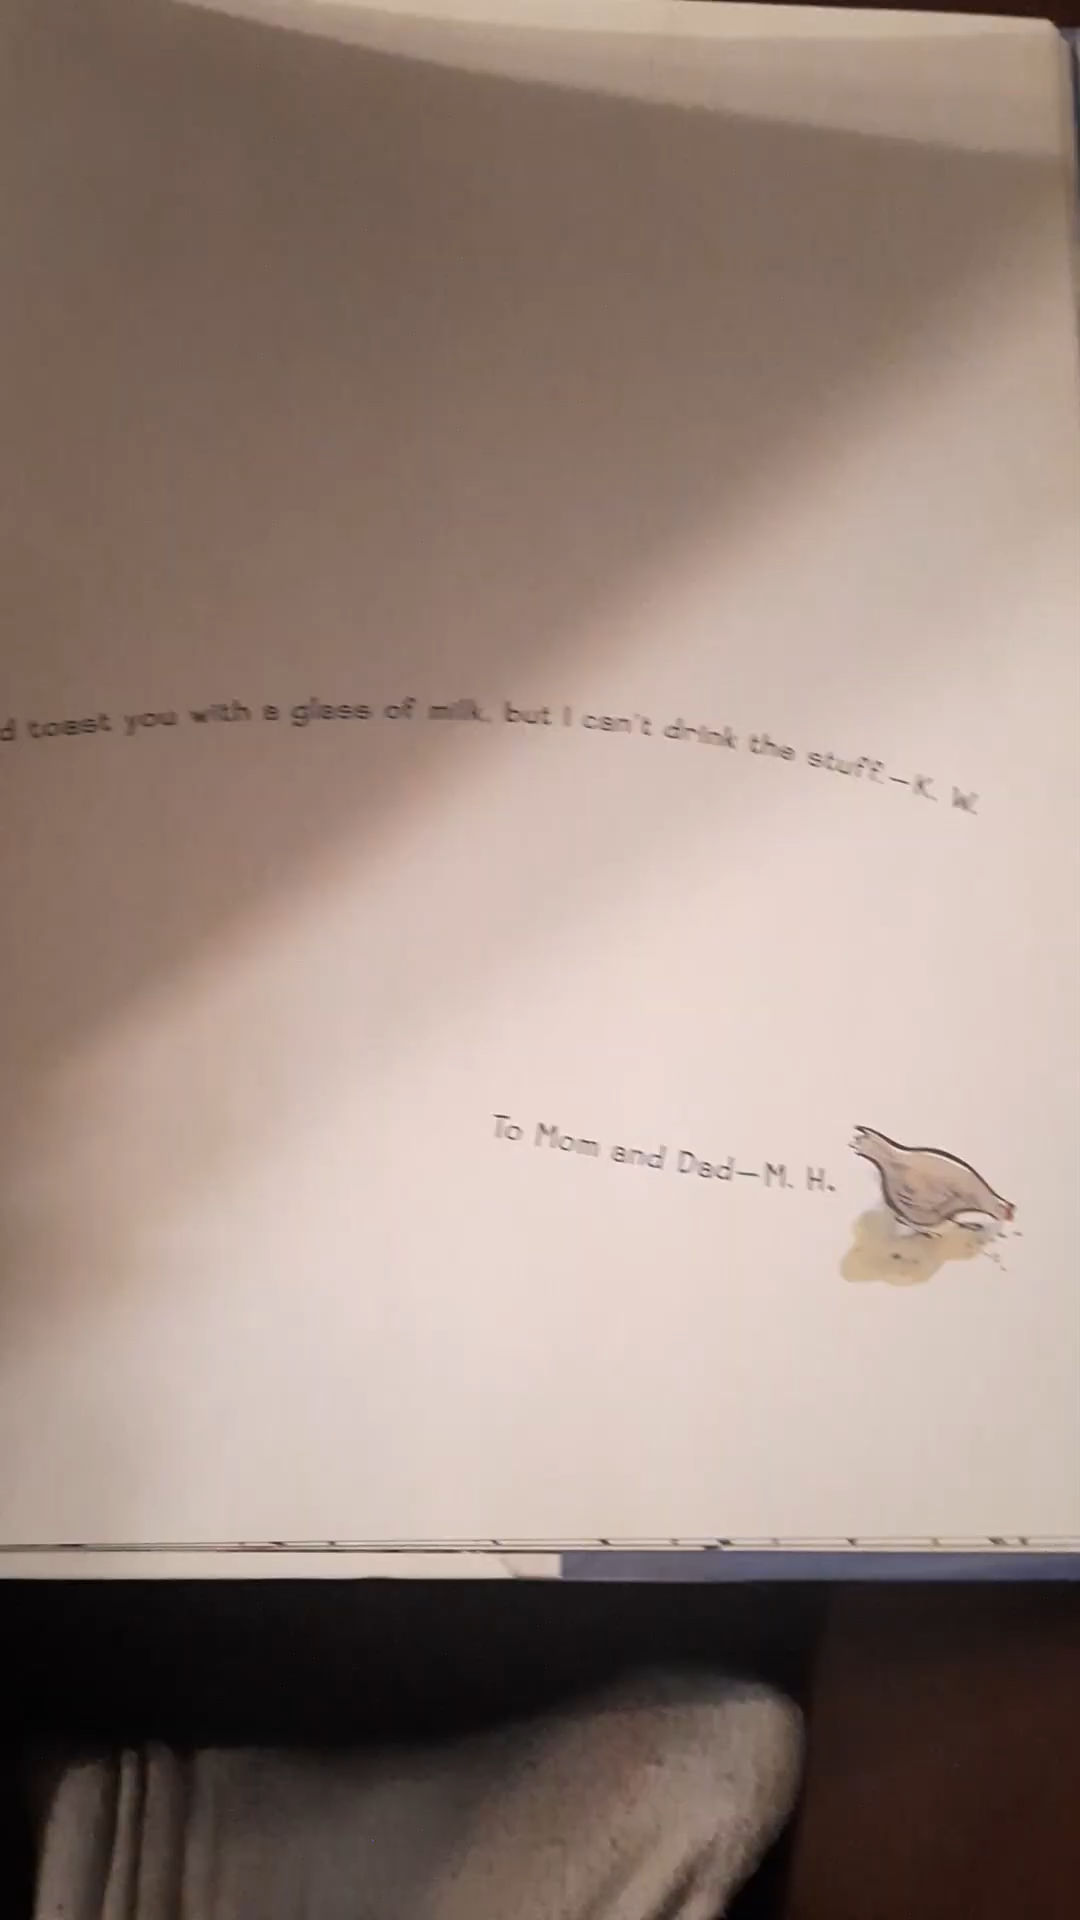 d toast you with a glass of milk, but I can't drink the stuff.—K. W.
To Mom and Dad—M. H.